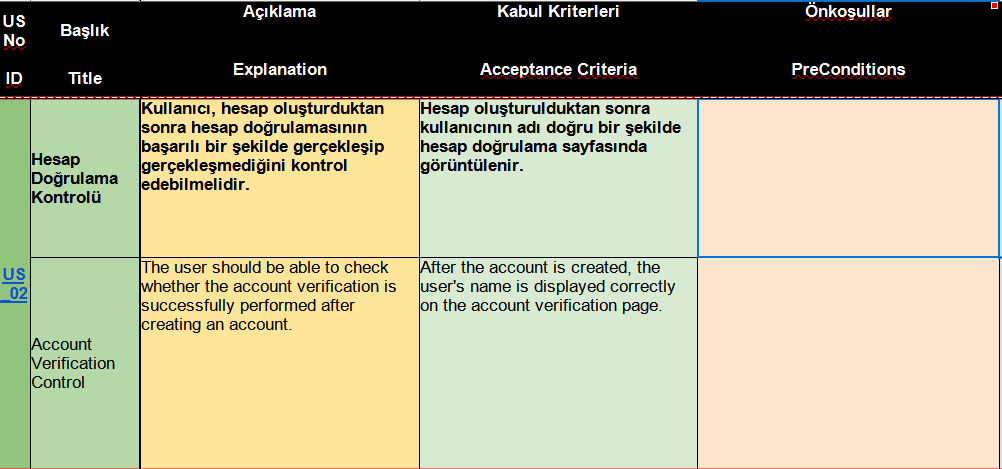 US No
ID
Başlık
Title
Açıklama
Explanation
Kabul Kriterleri
Acceptance Criteria
Önkoşullar
PreConditions
US
_02
Hesap
Doğrulama
Kontrolü
Kullanıcı, hesap oluşturduktan
sonra hesap doğrulamasının
başarılı bir şekilde gerçekleşip
gerçekleşmediğini kontrol
edebilmelidir.
Hesap oluşturulduktan sonra
kullanıcının adı doğru bir şekilde
hesap doğrulama sayfasında
görüntülenir.
Account
Verification
Control
The user should be able to check
whether the account verification is
successfully performed after
creating an account.
After the account is created, the
user's name is displayed correctly
on the account verification page.